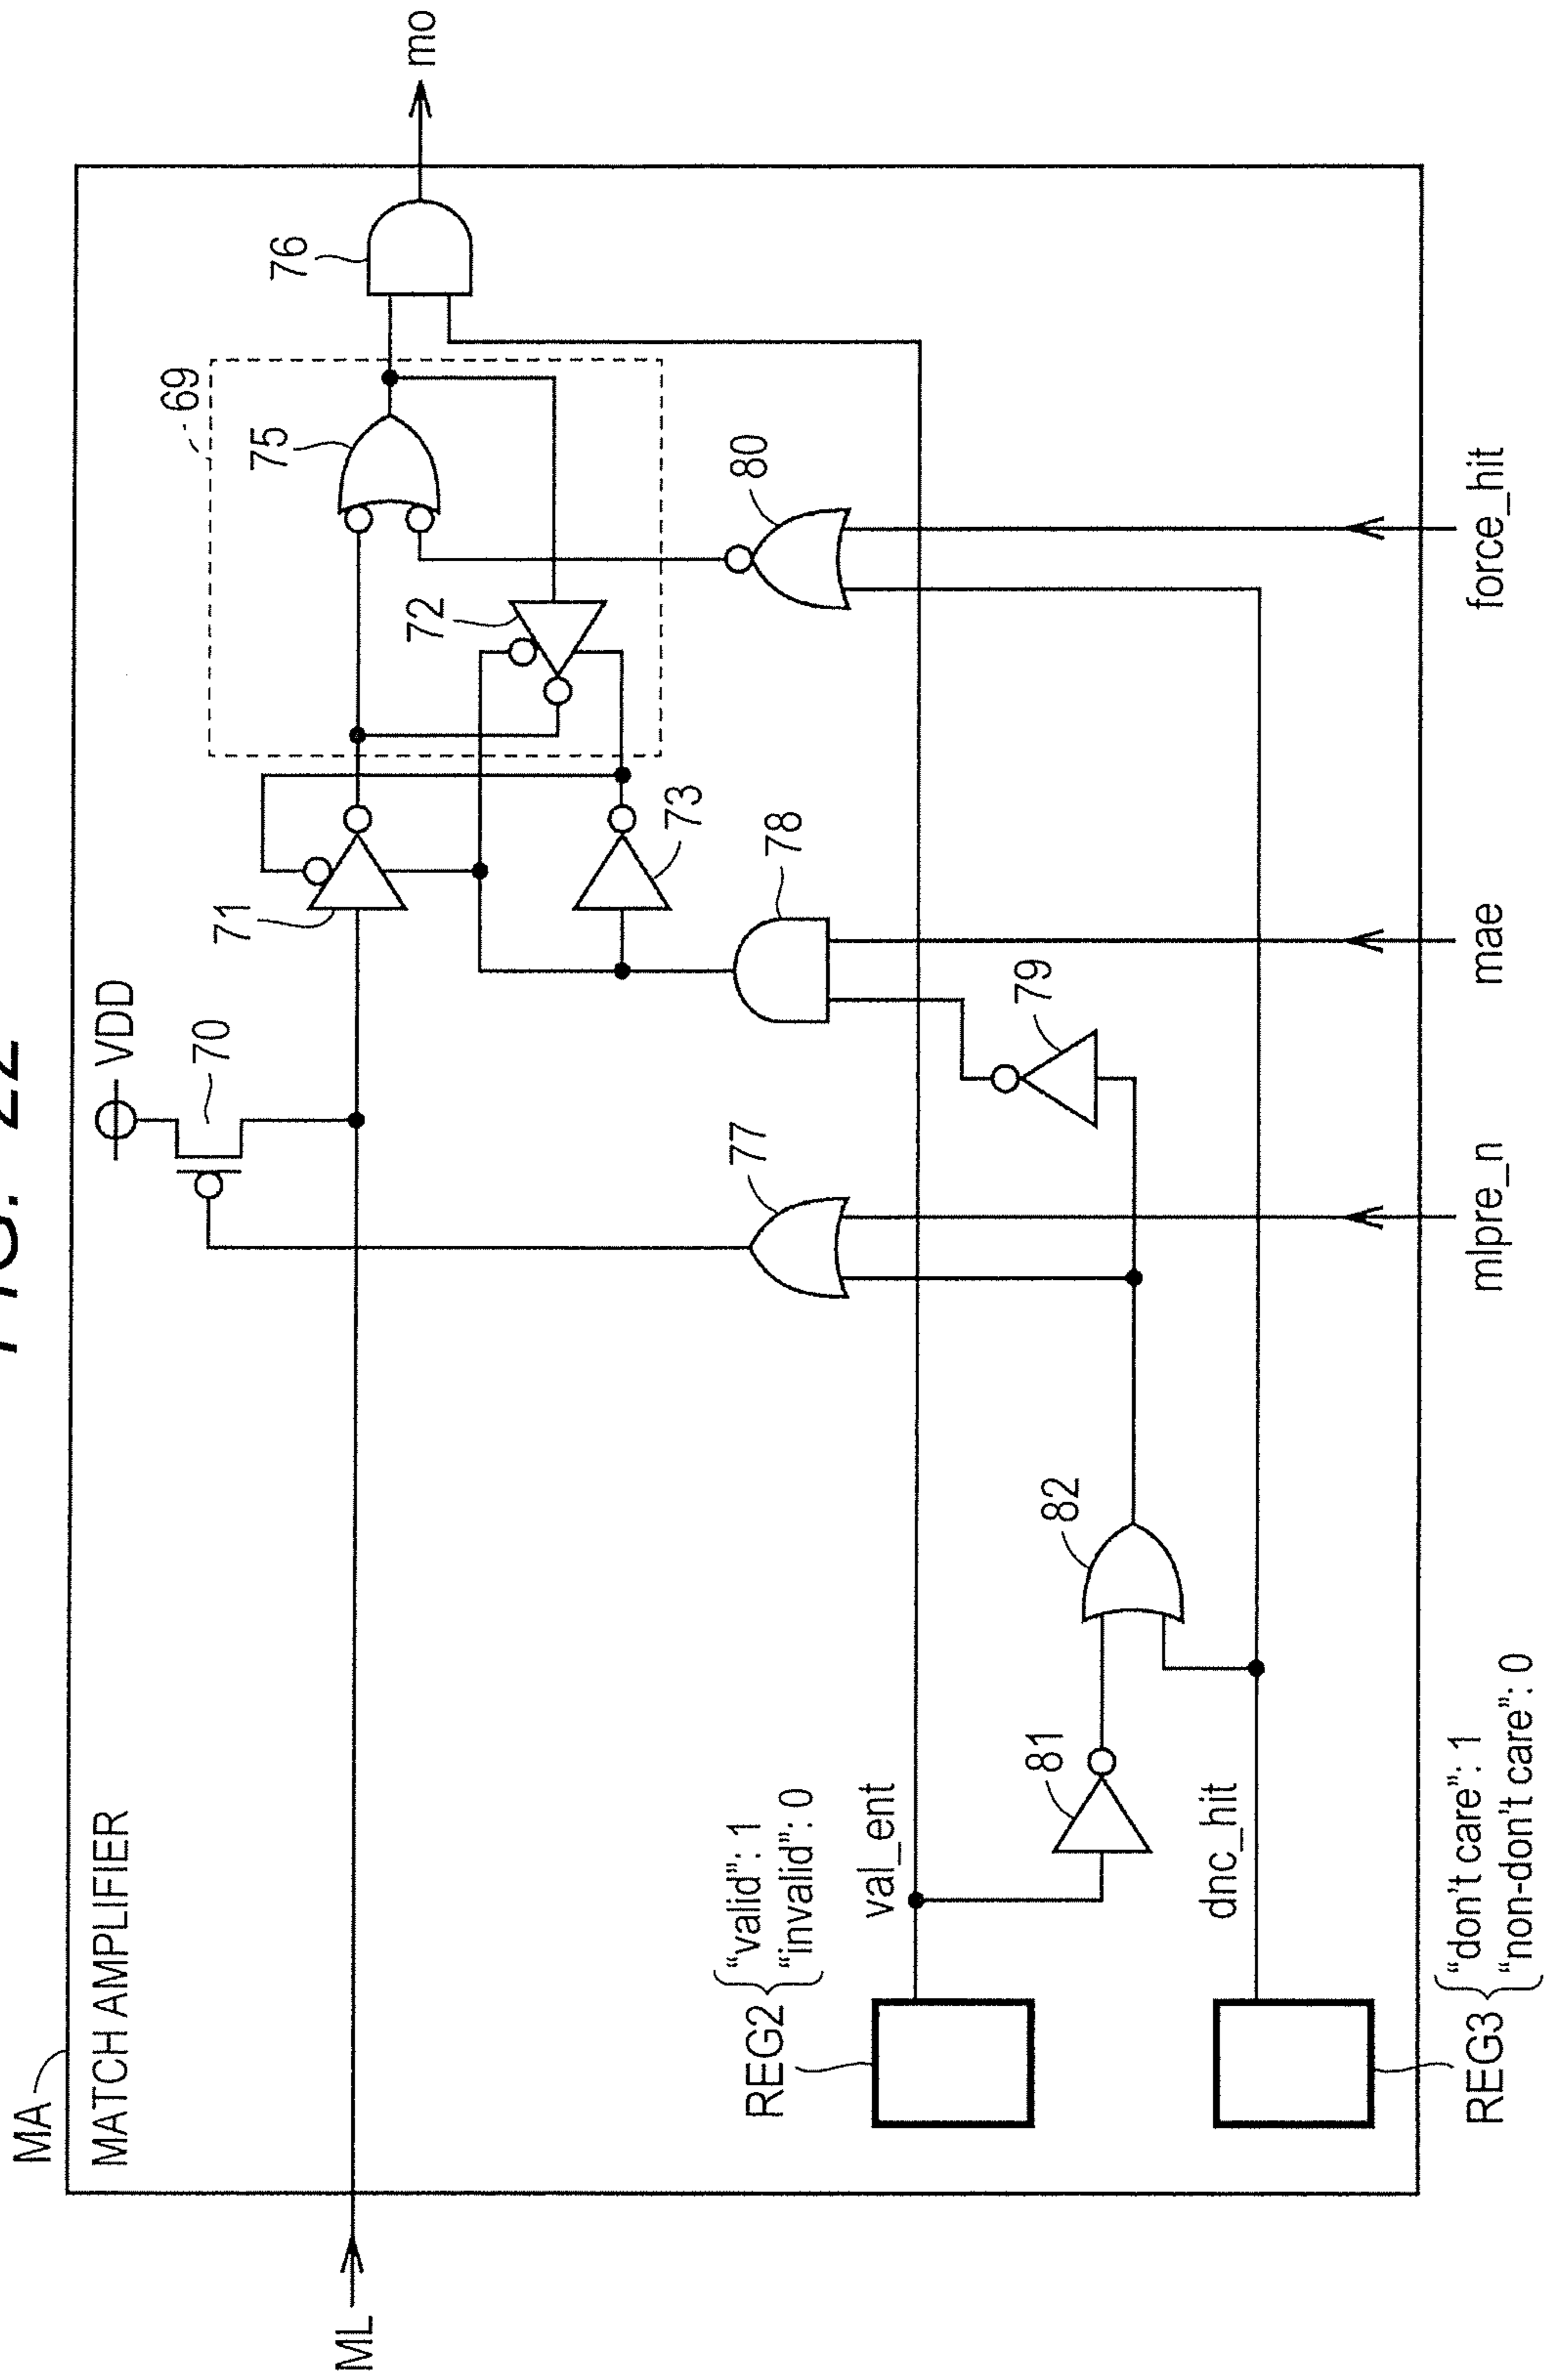 FIG. 22
MA
MATCH AMPLIFIER
ML
VDD
70
71
69
75
76
mo
72
73
77
78
79
80
REG2
"valid": 1
"invalid": 0
val_ent
81
82
dnc_hit
REG3
"don't care": 1
"non-don't care": 0
mlpre_n
mae
force_hit